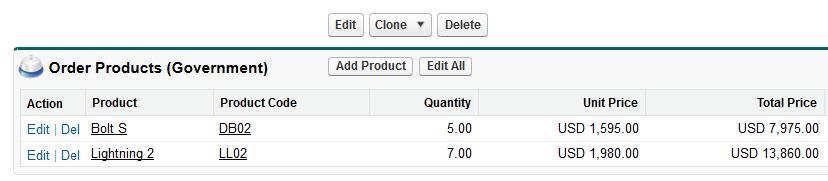 Edit Clone Delete
Order Products (Government) Add Product Edit All
Action Product Product Code Quantity Unit Price Total Price
Edit | Del Bolt S DB02 5.00 USD 1,595.00 USD 7,975.00
Edit | Del Lightning 2 LL02 7.00 USD 1,980.00 USD 13,860.00